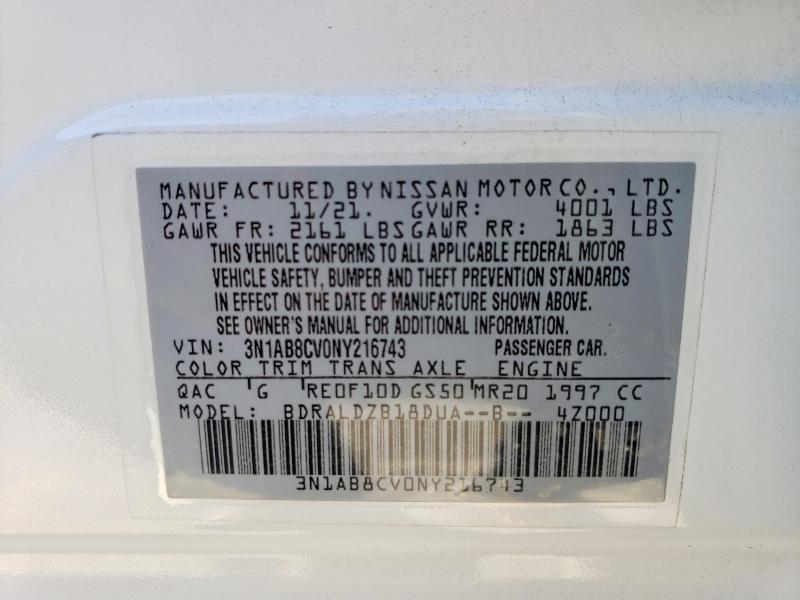 MANUFACTURED BY NISSAN MOTOR CO., LTD.
DATE: 11/21. GVWR: 4001 LBS
GAWR FR: 2161 LBS GAWR RR: 1863 LBS
THIS VEHICLE CONFORMS TO ALL APPLICABLE FEDERAL MOTOR
VEHICLE SAFETY, BUMPER AND THEFT PREVENTION STANDARDS
IN EFFECT ON THE DATE OF MANUFACTURE SHOWN ABOVE.
SEE OWNER'S MANUAL FOR ADDITIONAL INFORMATION.
VIN: 3N1AB8CV0NY216743 PASSENGER CAR.
COLOR TRIM TRANS AXLE ENGINE
QAC G RE0F10D GS50 MR20 1997 CC
MODEL: BDRALDZB18DUA--B-- 4Z000
3N1AB8CV0NY216743